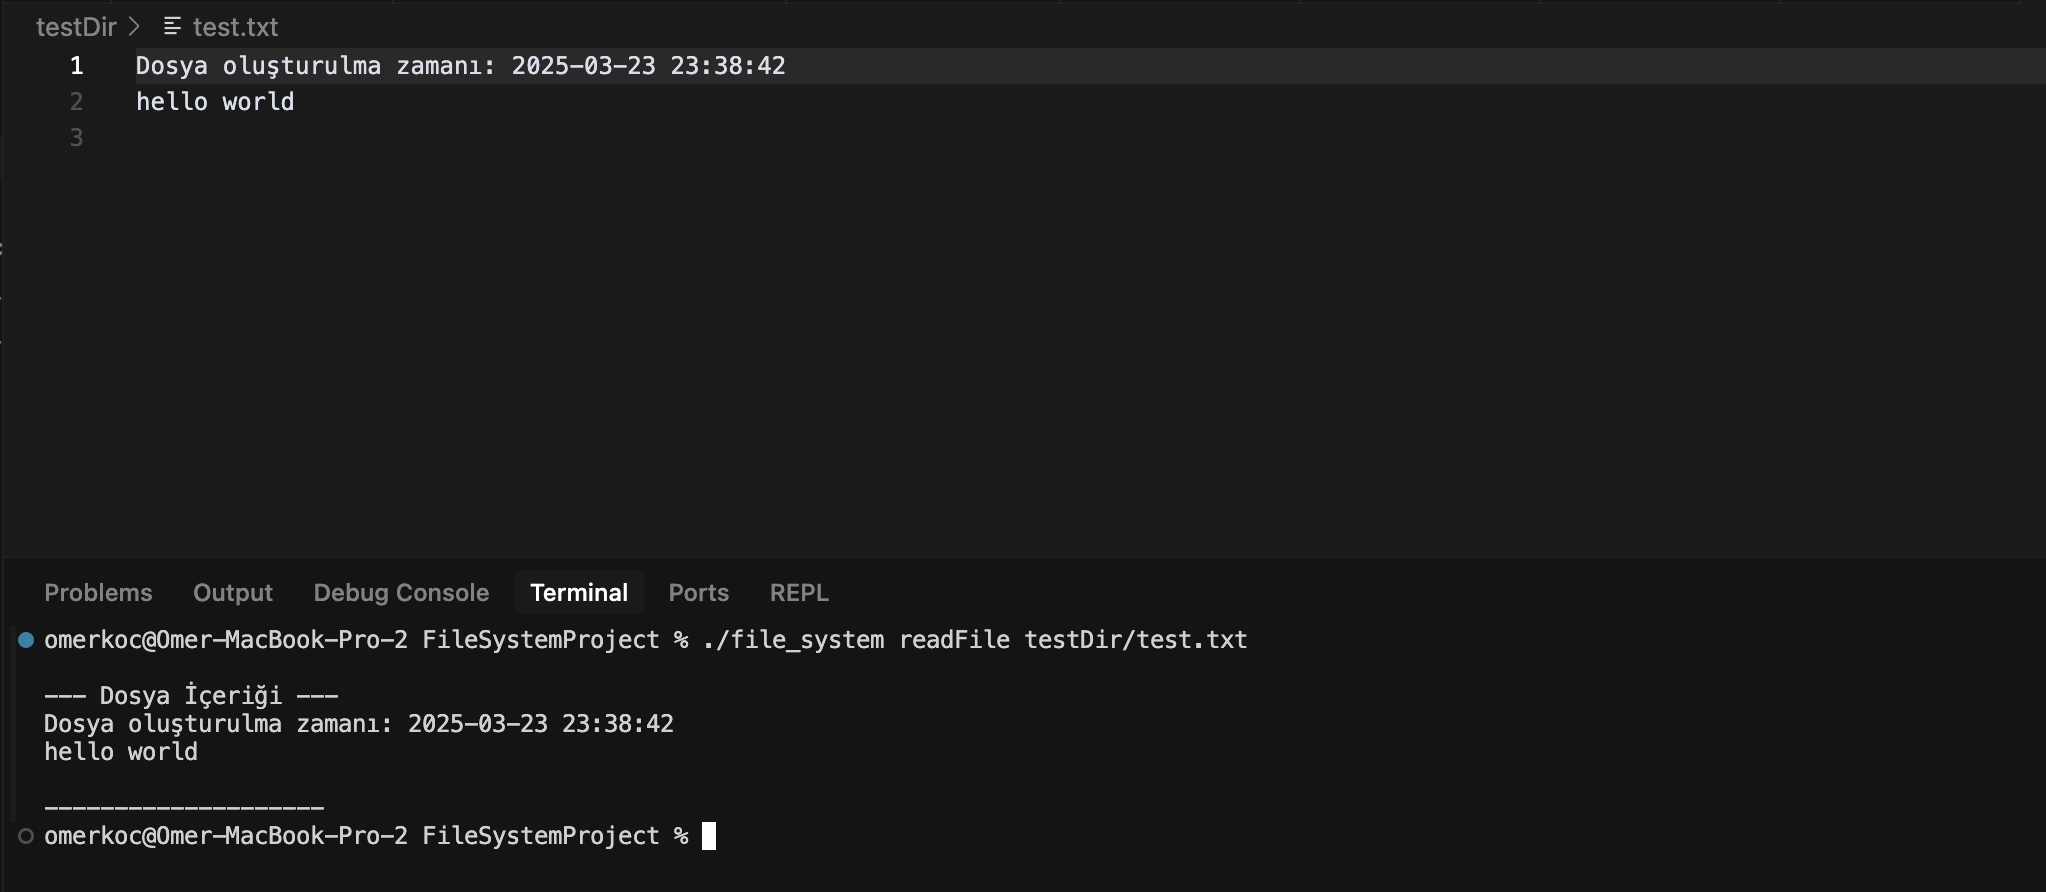 testDir > test.txt
1 Dosya oluşturulma zamanı: 2025-03-23 23:38:42
2 hello world
3
Problems Output Debug Console Terminal Ports REPL
omerkoc@Omer-MacBook-Pro-2 FileSystemProject % ./file_system readFile testDir/test.txt
--- Dosya İçeriği ---
Dosya oluşturulma zamanı: 2025-03-23 23:38:42
hello world
--------------------
omerkoc@Omer-MacBook-Pro-2 FileSystemProject %